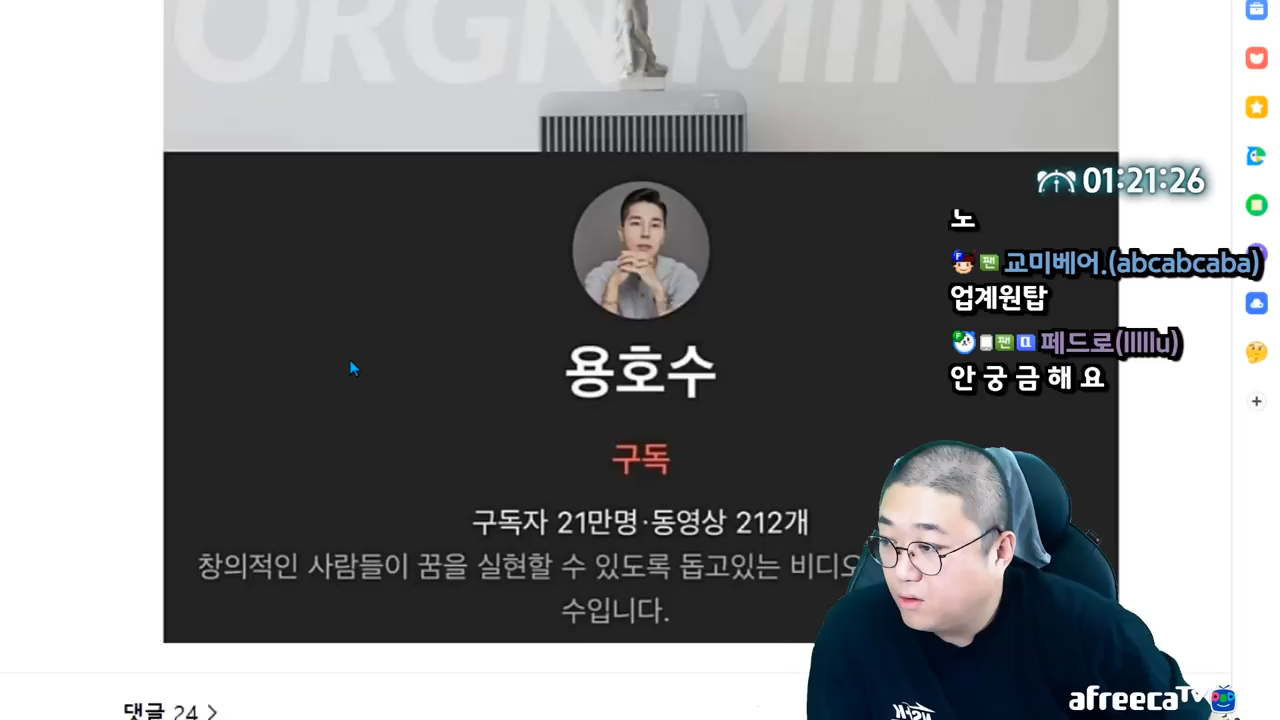 ORGN MIND
01:21:26
노
교미베어.(abcabcaba)
업계원탑
페드로(lllllu)
안 궁 금 해 요
용호수
구독
구독자 21만명·동영상 212개
창의적인 사람들이 꿈을 실현할 수 있도록 돕고있는 비디오
수입니다.
댓글 24 >
afreecaTV